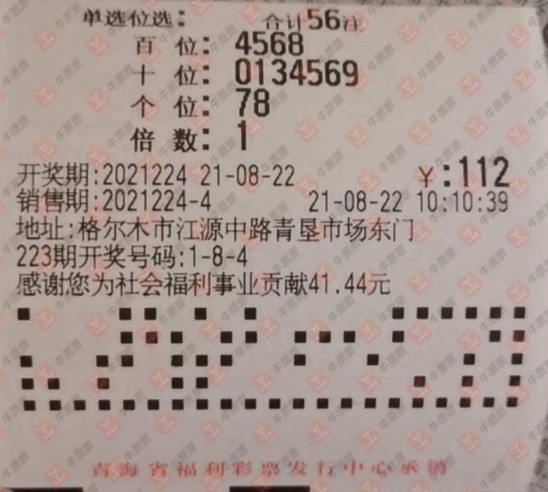 单选位选: 合计56注
百 位: 4568
十 位: 0134569
个 位: 78
倍 数: 1
开奖期:2021224 21-08-22 ¥:112
销售期:2021224-4 21-08-22 10:10:39
地址:格尔木市江源中路青垦市场东门
223期开奖号码:1-8-4
感谢您为社会福利事业贡献41.44元
青海省福利彩票发行中心承销